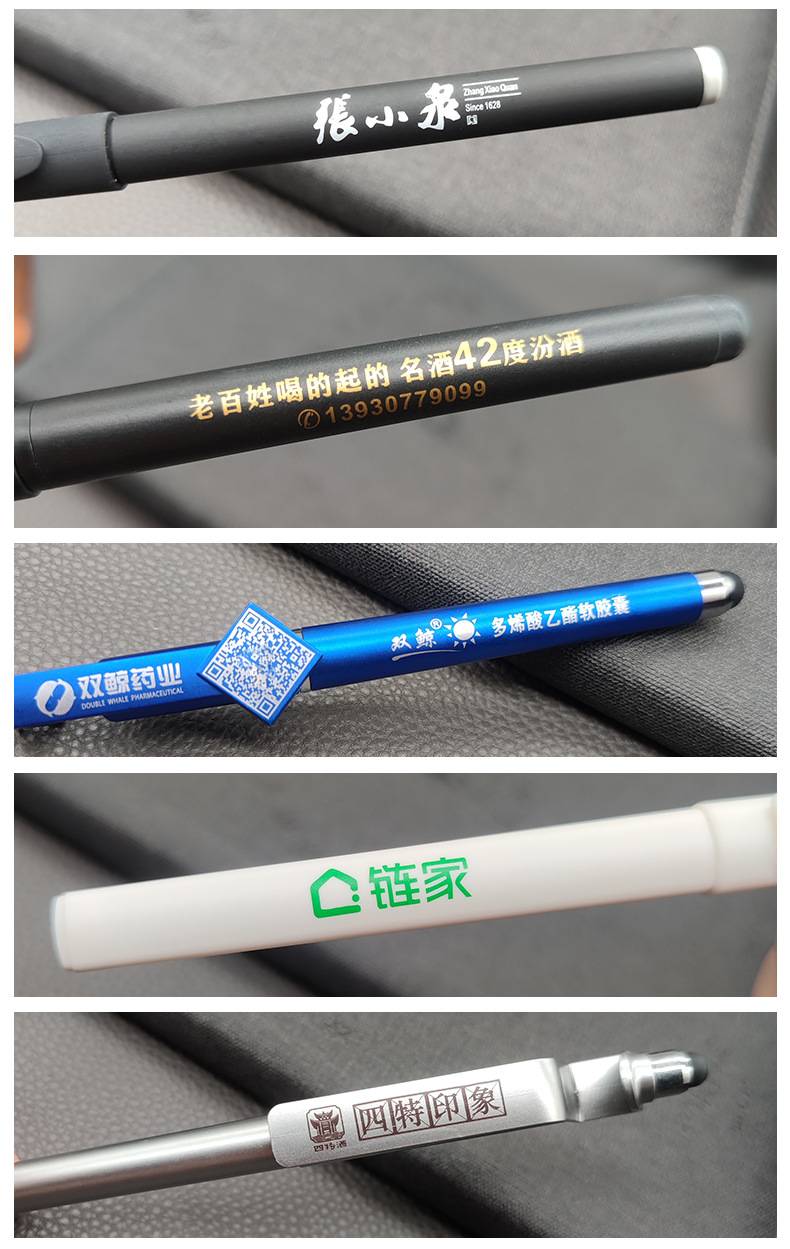 張小泉
Zhang Xiao Quan
Since 1628
老百姓喝的起的 名酒42度汾酒
✆13930779099
双鲸药业
DOUBLE WHALE PHARMACEUTICAL
双鲸® 多烯酸乙酯软胶囊
链家
四特酒
四特印象